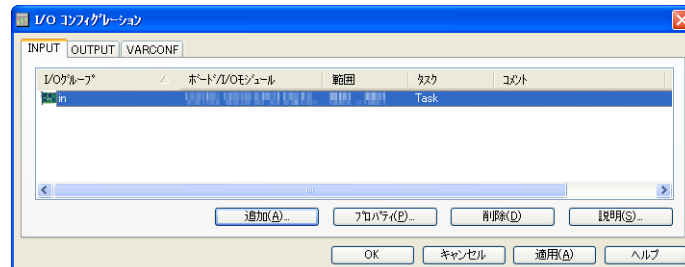 I/O コンフィグレーション
INPUT OUTPUT VARCONF
I/Oグループ ボード/I/Oモジュール 範囲 タスク コメント
in Task
追加(A)... プロパティ(P)... 削除(D) 説明(S)...
OK キャンセル 適用(A) ヘルプ